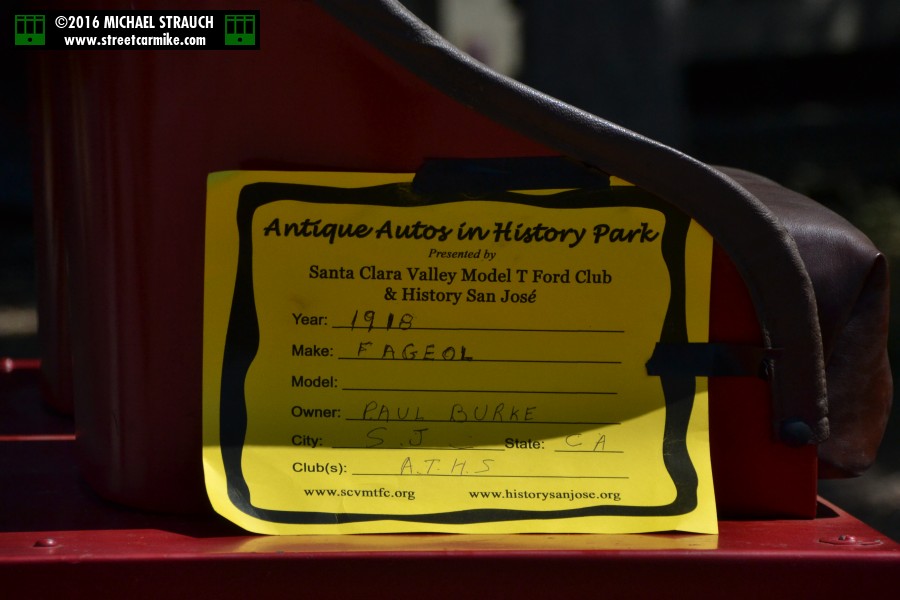 ©2016 MICHAEL STRAUCH
www.streetcarmike.com
Antique Autos in History Park
Presented by
Santa Clara Valley Model T Ford Club
& History San José
Year: 1918
Make: FAGEOL
Model:
Owner: PAUL BURKE
City: S.J. State: CA
Club(s): A.T.H.S
www.scvmtfc.org www.historysanjose.org